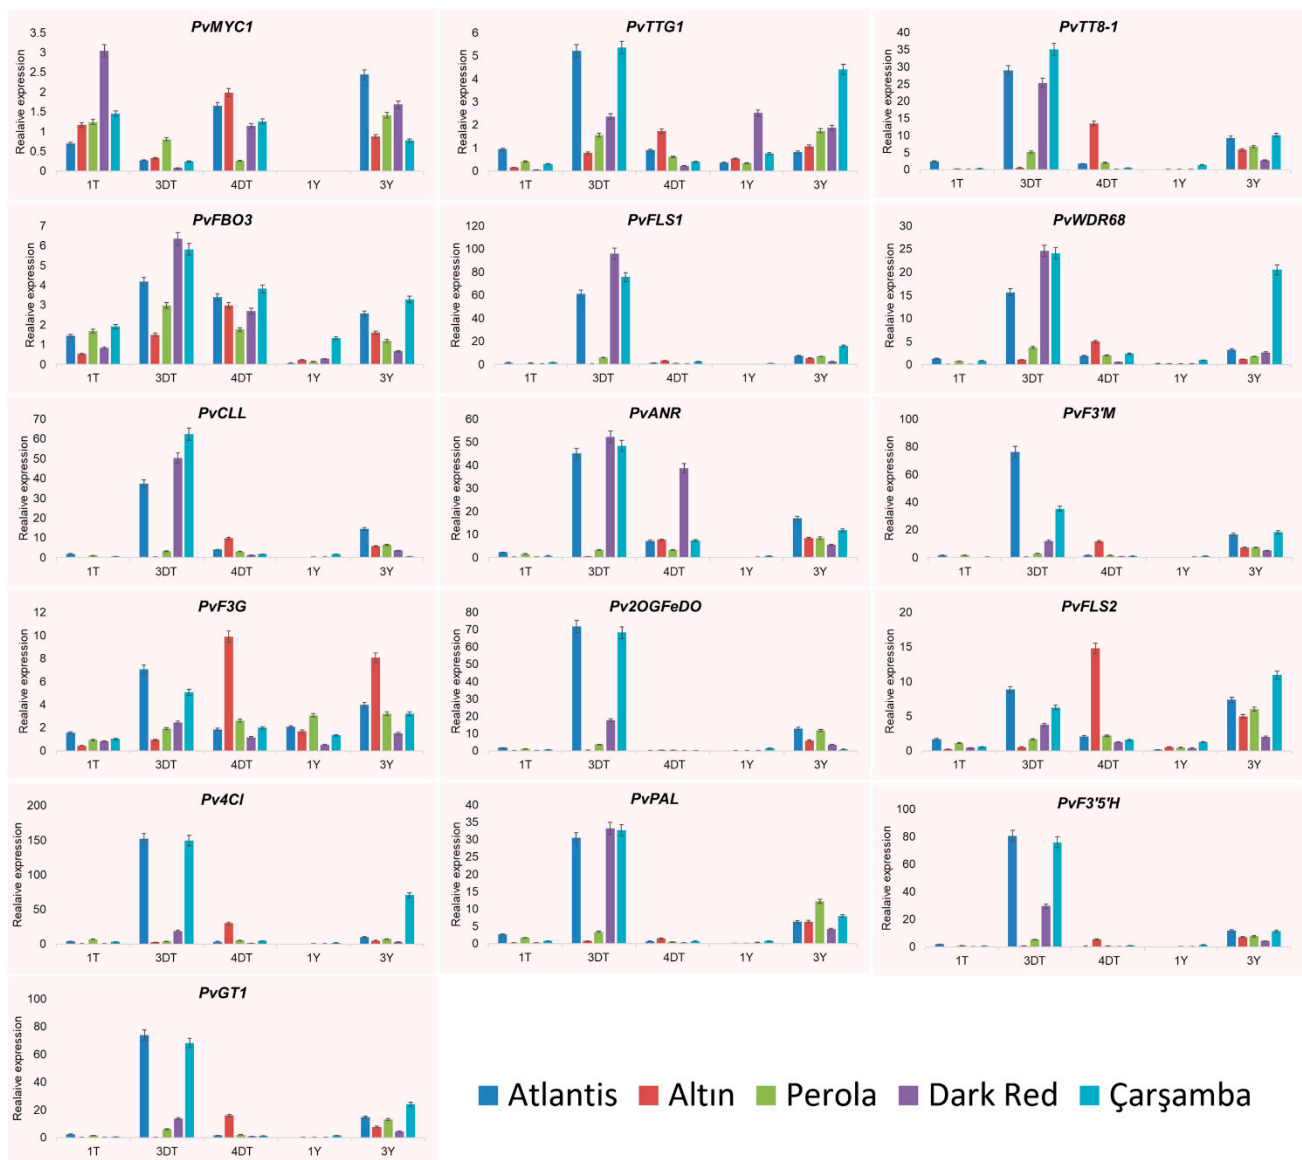 PvMYC1
Realaive expression
3.5
3
2.5
2
1.5
1
0.5
0
1T 3DT 4DT 1Y 3Y
PvTTG1
Realaive expression
6
5
4
3
2
1
0
1T 3DT 4DT 1Y 3Y
PvTT8-1
Realaive expression
40
35
30
25
20
15
10
5
0
1T 3DT 4DT 1Y 3Y
PvFBO3
Realaive expression
7
6
5
4
3
2
1
0
1T 3DT 4DT 1Y 3Y
PvFLS1
Realaive expression
120
100
80
60
40
20
0
1T 3DT 4DT 1Y 3Y
PvWDR68
Realaive expression
30
25
20
15
10
5
0
1T 3DT 4DT 1Y 3Y
PvCLL
Realaive expression
70
60
50
40
30
20
10
0
1T 3DT 4DT 1Y 3Y
PvANR
Realaive expression
60
50
40
30
20
10
0
1T 3DT 4DT 1Y 3Y
PvF3'M
Realaive expression
100
80
60
40
20
0
1T 3DT 4DT 1Y 3Y
PvF3G
Realaive expression
12
10
8
6
4
2
0
1T 3DT 4DT 1Y 3Y
Pv2OGFeDO
Realaive expression
80
70
60
50
40
30
20
10
0
1T 3DT 4DT 1Y 3Y
PvFLS2
Realaive expression
20
15
10
5
0
1T 3DT 4DT 1Y 3Y
Pv4Cl
Realaive expression
200
150
100
50
0
1T 3DT 4DT 1Y 3Y
PvPAL
Realaive expression
40
35
30
25
20
15
10
5
0
1T 3DT 4DT 1Y 3Y
PvF3'5'H
Realaive expression
100
80
60
40
20
0
1T 3DT 4DT 1Y 3Y
PvGT1
Realaive expression
100
80
60
40
20
0
1T 3DT 4DT 1Y 3Y
Atlantis Altın Perola Dark Red Çarşamba